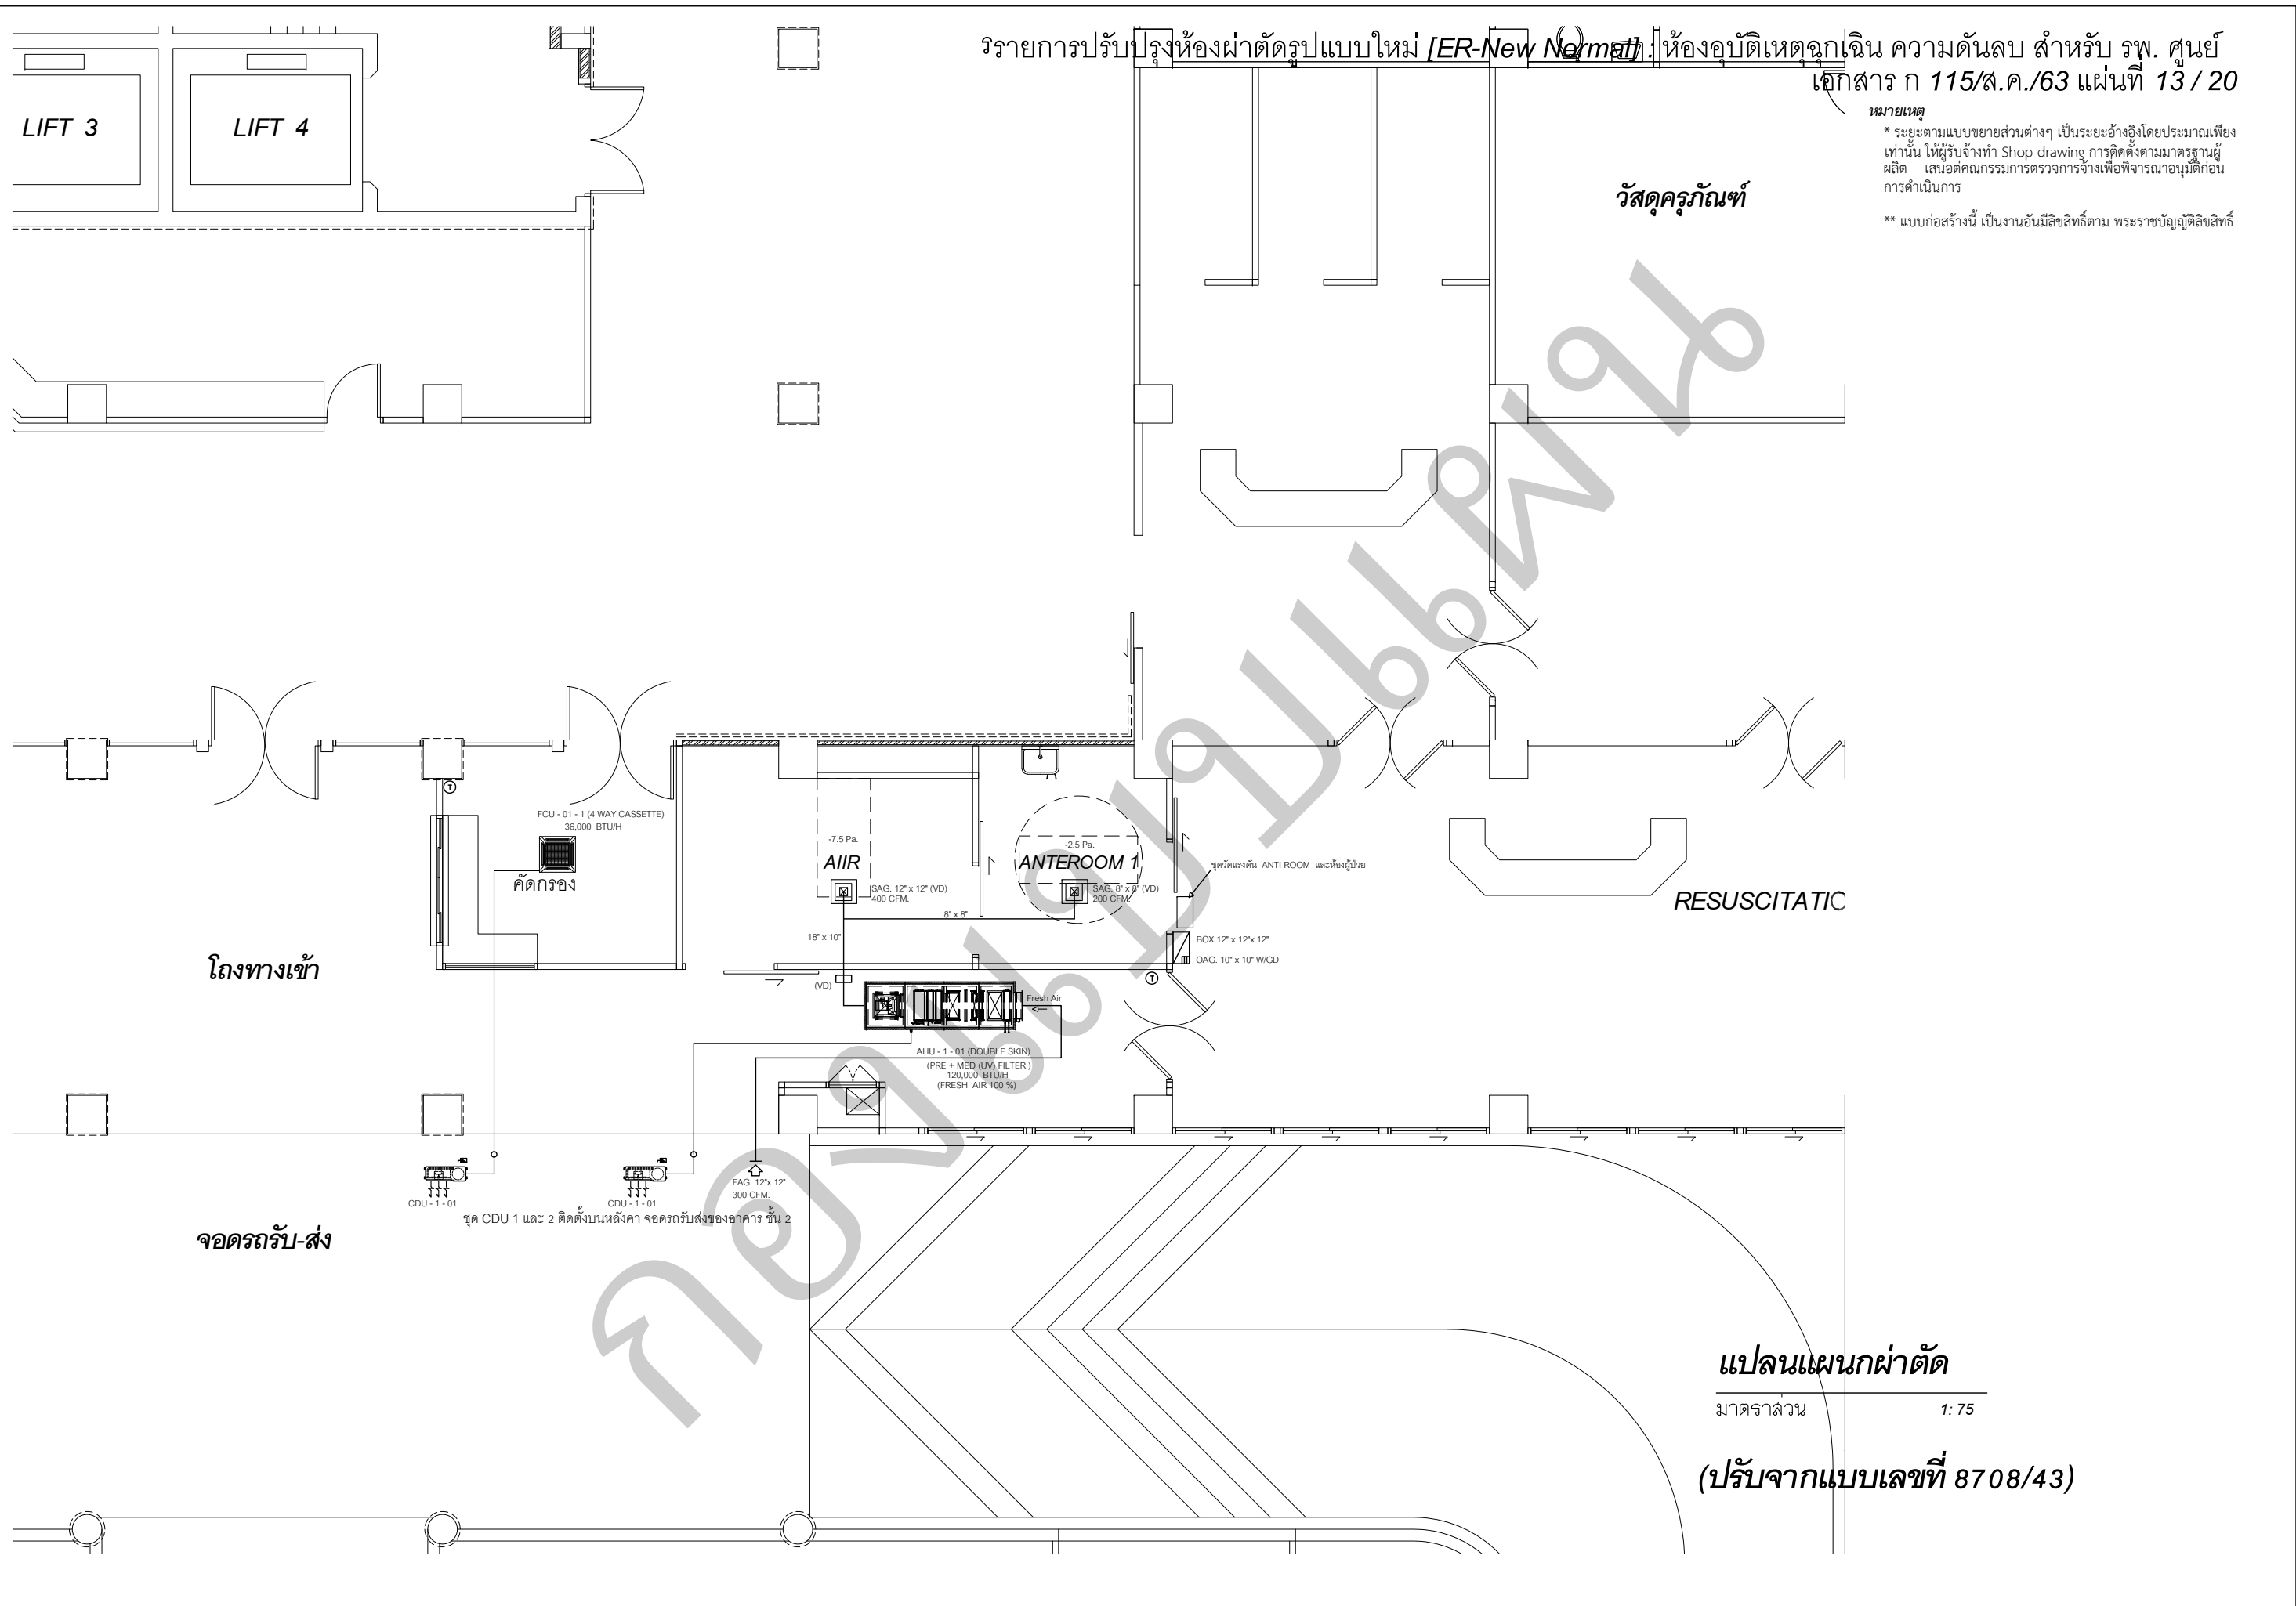 รรายการปรับปรุงห้องผ่าตัดรูปแบบใหม่ [ER-New Normal] : ห้องอุบัติเหตุฉุกเฉิน ความดันลบ สำหรับ รพ. ศูนย์
เอกสาร ก 115/ส.ค./63 แผ่นที่ 13 / 20
หมายเหตุ
* ระยะตามแบบขยายส่วนต่างๆ เป็นระยะอ้างอิงโดยประมาณเพียง
เท่านั้น ให้ผู้รับจ้างทำ Shop drawing การติดตั้งตามมาตรฐานผู้
ผลิต เสนอต่อคณกรรมการตรวจการจ้างเพื่อพิจารณาอนุมัติก่อน
การดำเนินการ
** แบบก่อสร้างนี้ เป็นงานอันมีลิขสิทธิ์ตาม พระราชบัญญัติลิขสิทธิ์
LIFT 3
LIFT 4
วัสดุครุภัณฑ์
T
FCU - 01 - 1 (4 WAY CASSETTE)
36,000 BTU/H
คัดกรอง
-7.5 Pa.
AIIR
SAG. 12" x 12" (VD)
400 CFM.
-2.5 Pa.
ANTEROOM 1
SAG. 8" x 8" (VD)
200 CFM.
8" x 8"
18" x 10"
(VD)
ชุดวัดแรงดัน ANTI ROOM และห้องผู้ป่วย
BOX 12" x 12"x 12"
OAG. 10" x 10" W/GD
T
RESUSCITATIO
โถงทางเข้า
Fresh Air
AHU - 1 - 01 (DOUBLE SKIN)
(PRE + MED (UV) FILTER )
120,000 BTU/H
(FRESH AIR 100 %)
CDU - 1 - 01
CDU - 1 - 01
FAG. 12"x 12"
300 CFM.
ชุด CDU 1 และ 2 ติดตั้งบนหลังคา จอดรถรับส่งของอาคาร ชั้น 2
จอดรถรับ-ส่ง
กองแบบแผน
แปลนแผนกผ่าตัด
มาตราส่วน 1: 75
(ปรับจากแบบเลขที่ 8708/43)